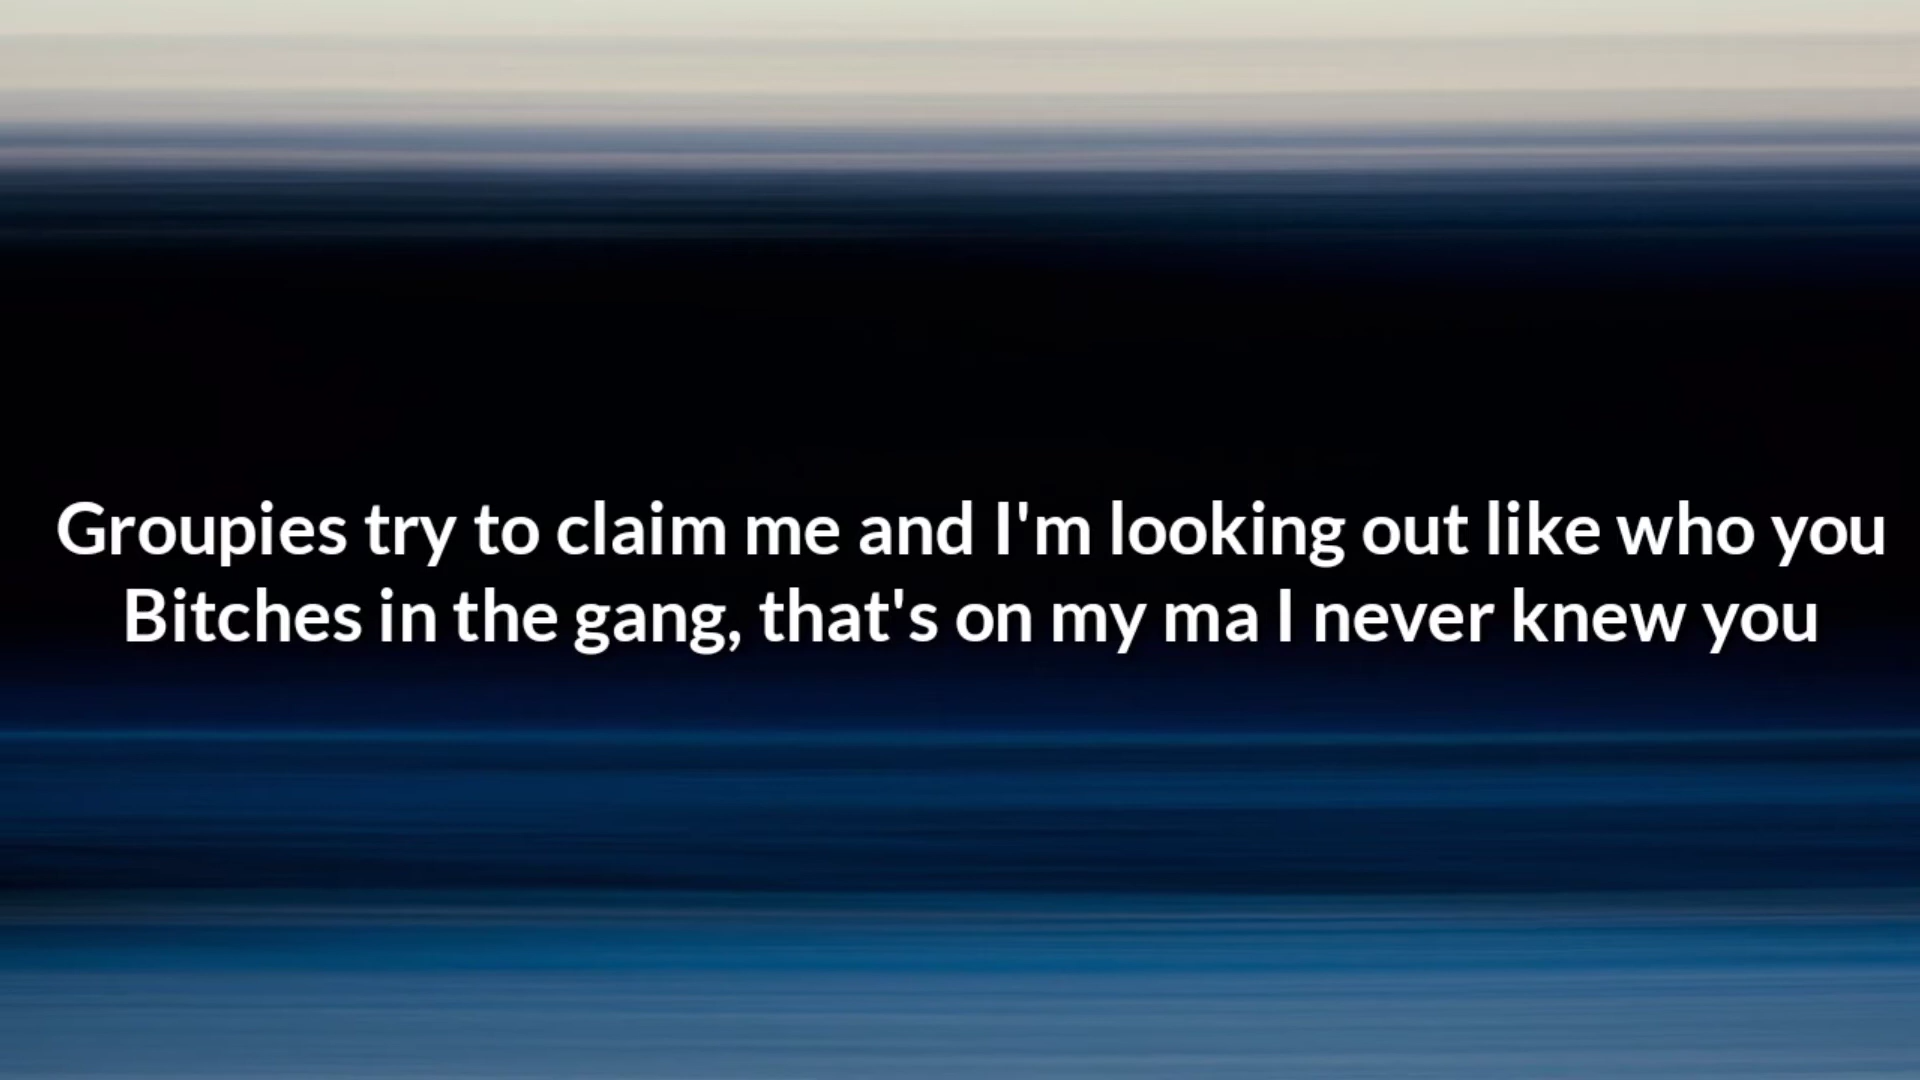 Groupies try to claim me and I'm looking out like who you
Bitches in the gang, that's on my ma I never knew you